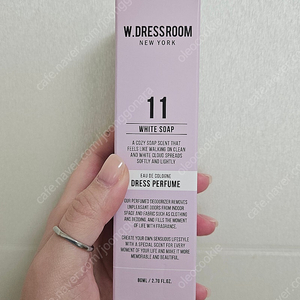 W.DRESSROOM
NEW YORK
11
WHITE SOAP
A COZY SOAP SCENT THAT
FEELS LIKE WALKING ON CLEAN
AND WHITE CLOUD SPREADS
SOFTLY AND LIGHTLY
EAU DE COLOGNE
DRESS PERFUME
OUR PERFUMES DEODORIZER REMOVES
UNPLEASANT ODORS FROM INDOOR
SPACE AND FABRIC SUCH AS CLOTHING
AND BEDDING, AND FILLS THE MOMENT
OF LIFE WITH FRAGRANCE.
CREATE YOUR OWN SENSUOUS LIFESTYLE
WITH A SPECIAL SCENT FOR EVERY
MOMENT OF YOUR LIFE AND MAKE IT MORE
MEMORABLE AND BEAUTIFUL.
80ML / 2.70 FL.OZ.